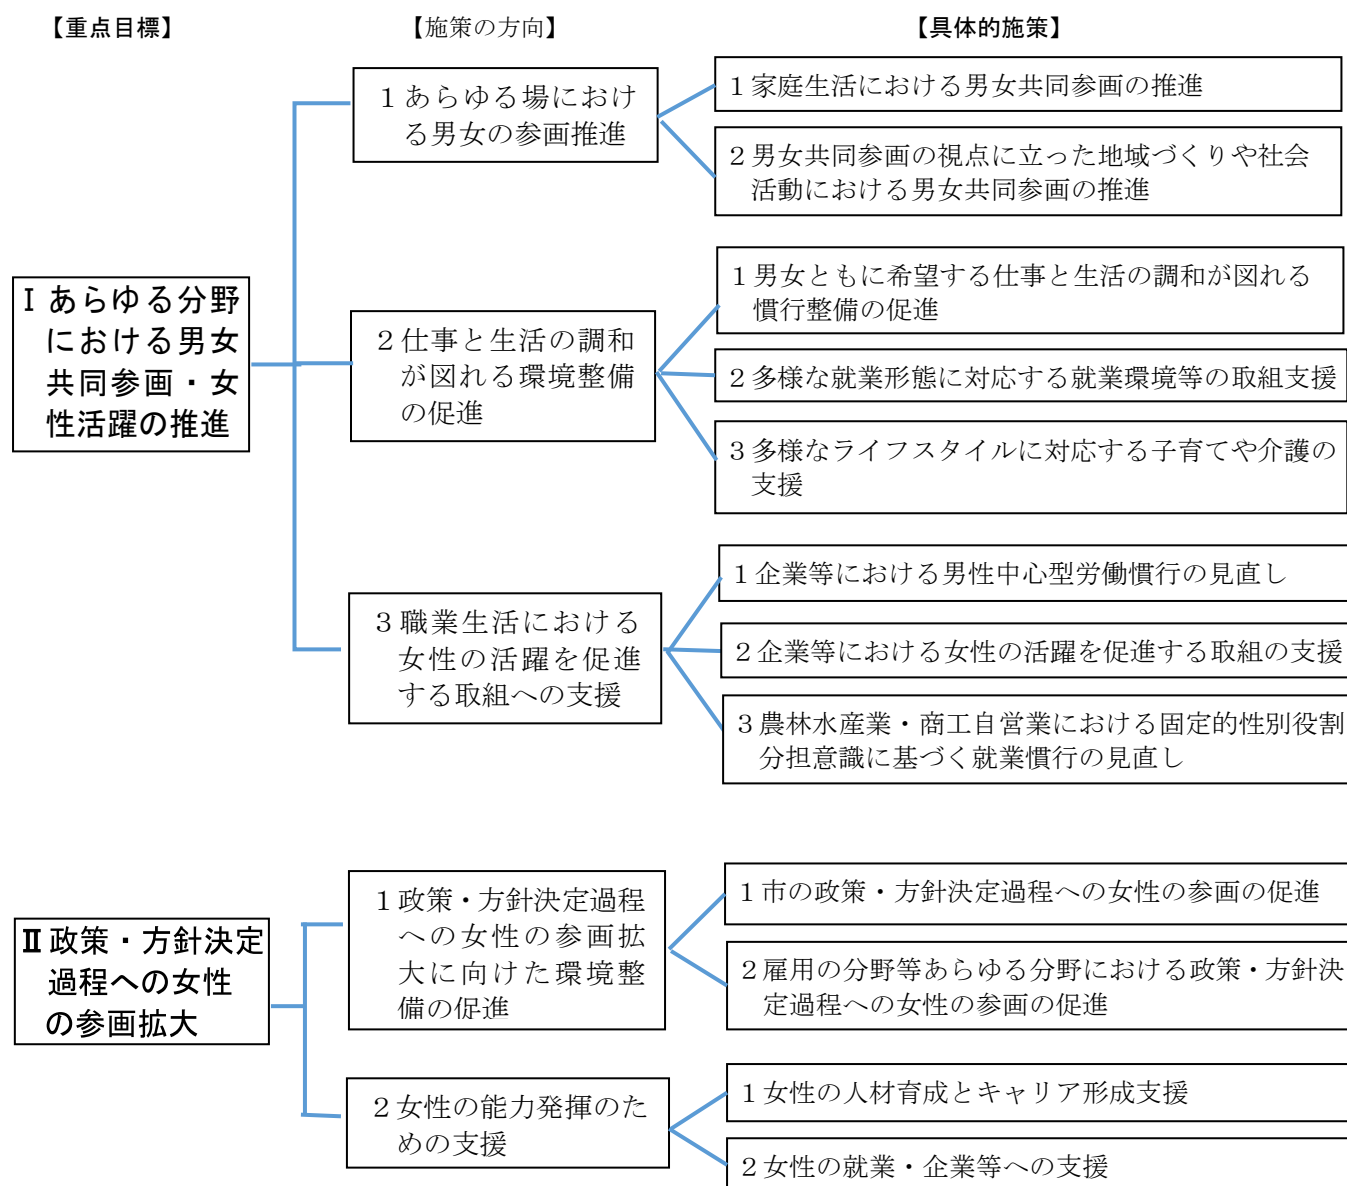 【重点目標】 【施策の方向】 【具体的施策】
Ⅰあらゆる分野
における男女
共同参画・女
性活躍の推進
１あらゆる場におけ
る男女の参画推進
１家庭生活における男女共同参画の推進
２男女共同参画の視点に立った地域づくりや社会
活動における男女共同参画の推進
２仕事と生活の調和
が図れる環境整備
の促進
１男女ともに希望する仕事と生活の調和が図れる
慣行整備の促進
２多様な就業形態に対応する就業環境等の取組支援
３多様なライフスタイルに対応する子育てや介護の
支援
３職業生活における
女性の活躍を促進
する取組への支援
１企業等における男性中心型労働慣行の見直し
２企業等における女性の活躍を促進する取組の支援
３農林水産業・商工自営業における固定的性別役割
分担意識に基づく就業慣行の見直し
Ⅱ政策・方針決定
過程への女性
の参画拡大
１政策・方針決定過程
への女性の参画拡
大に向けた環境整
備の促進
１市の政策・方針決定過程への女性の参画の促進
２雇用の分野等あらゆる分野における政策・方針決
定過程への女性の参画の促進
２女性の能力発揮のた
めの支援
１女性の人材育成とキャリア形成支援
２女性の就業・企業等への支援